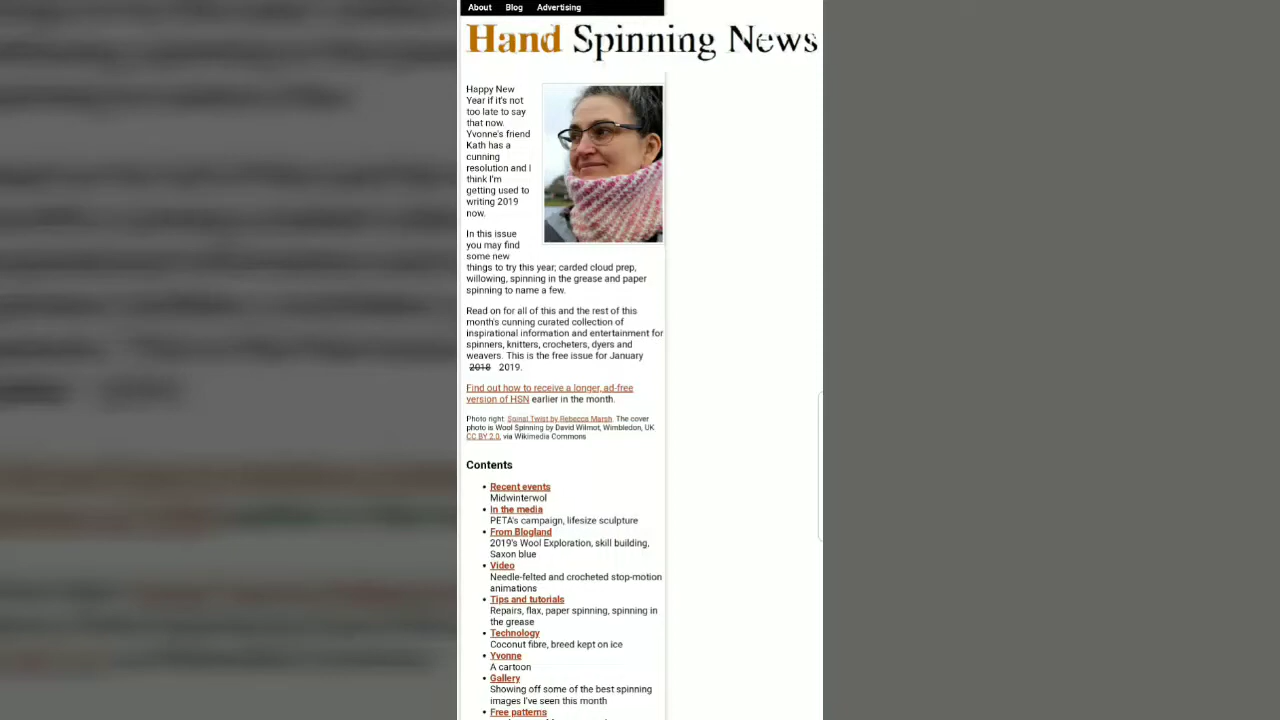 About Blog Advertising
Hand Spinning News
Happy New
Year if it's not
too late to say
that now.
Yvonne's friend
Kath has a
cunning
resolution and I
think I'm
getting used to
writing 2019
now.
In this issue
you may find
some new
things to try this year; carded cloud prep,
willowing, spinning in the grease and paper
spinning to name a few.
Read on for all of this and the rest of this
month's cunning curated collection of
inspirational information and entertainment for
spinners, knitters, crocheters, dyers and
weavers. This is the free issue for January
2018 2019.
Find out how to receive a longer, ad-free
version of HSN earlier in the month.
Photo right: Spinal Twist by Rebecca Marsh. The cover
photo is Wool Spinning by David Wilmot, Wimbledon, UK
CC BY 2.0, via Wikimedia Commons
Contents
• Recent events
Midwinterwol
• In the media
PETA's campaign, lifesize sculpture
• From Blogland
2019's Wool Exploration, skill building,
Saxon blue
• Video
Needle-felted and crocheted stop-motion
animations
• Tips and tutorials
Repairs, flax, paper spinning, spinning in
the grease
• Technology
Coconut fibre, breed kept on ice
• Yvonne
A cartoon
• Gallery
Showing off some of the best spinning
images I've seen this month
• Free patterns